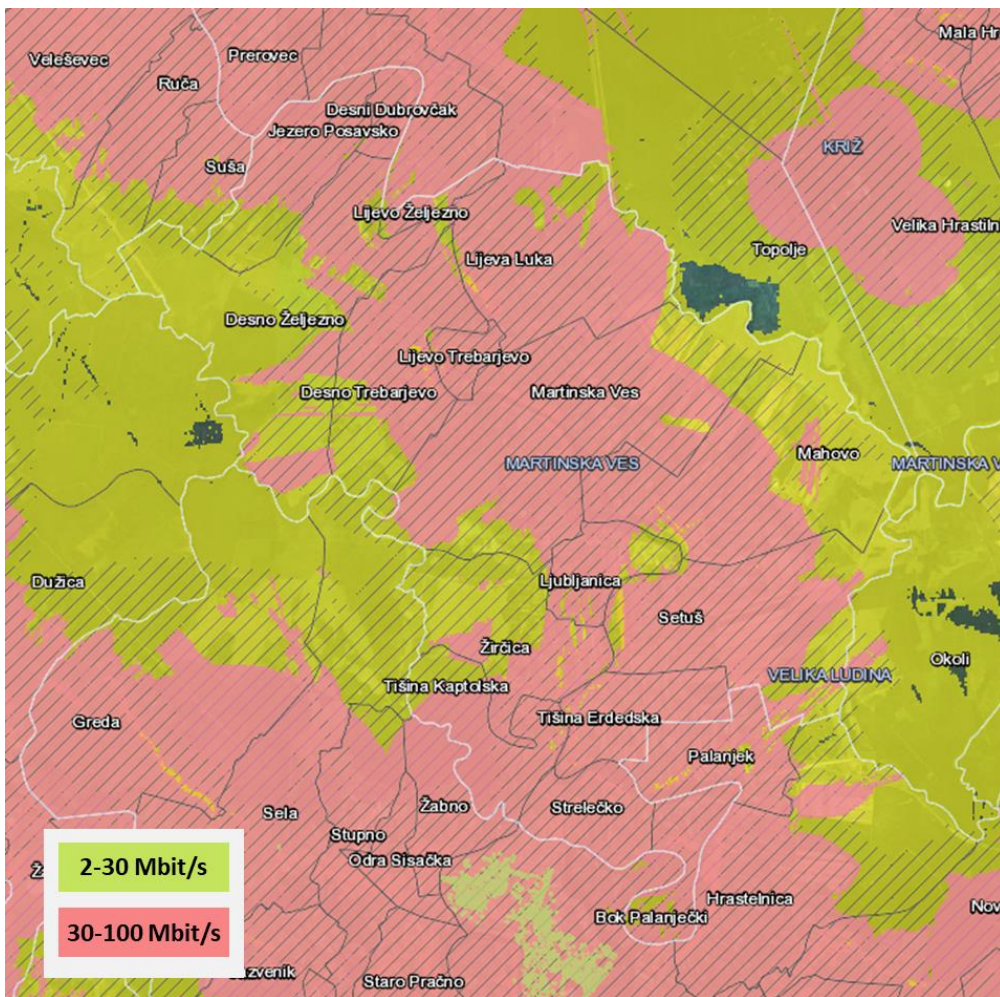 Mala Hr
Prerovec
Veleševec
Ruča
Desni Dubrovčak
Jezero Posavsko
KRIŽ
Suša
Lijevo Željezno
Velika Hrastiln
Topolje
Lijeva Luka
Desno Željezno
Lijevo Trebarjevo
Desno Trebarjevo
Martinska Ves
Mahovo
MARTINSKA VES
MARTINSKA V
Dužica
Ljubljanica
Setuš
Žirčica
Okoli
VELIKA LUDINA
Tišina Kaptolska
Greda
Tišina Erdedska
Palanjek
Žabno
Strelečko
Sela
Stupno
Odra Sisačka
2-30 Mbit/s
Hrastelnica
Nov
Bok Palanječki
30-100 Mbit/s
Staro Pračno